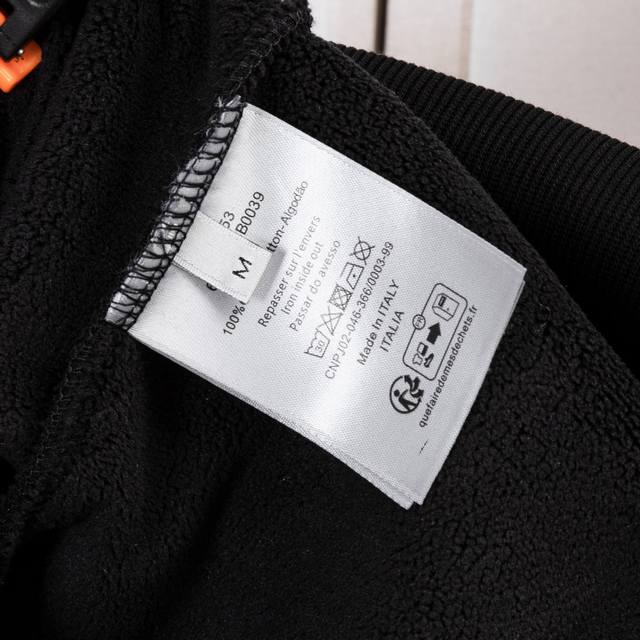 53
B0039
M
100%
tton-Algodão
Repasser sur l'envers
Iron inside out
Passar do avesso
CNPJ02.046-360/0003-99
Made in ITALY
ITALIA
quefairedemesdechets.fr